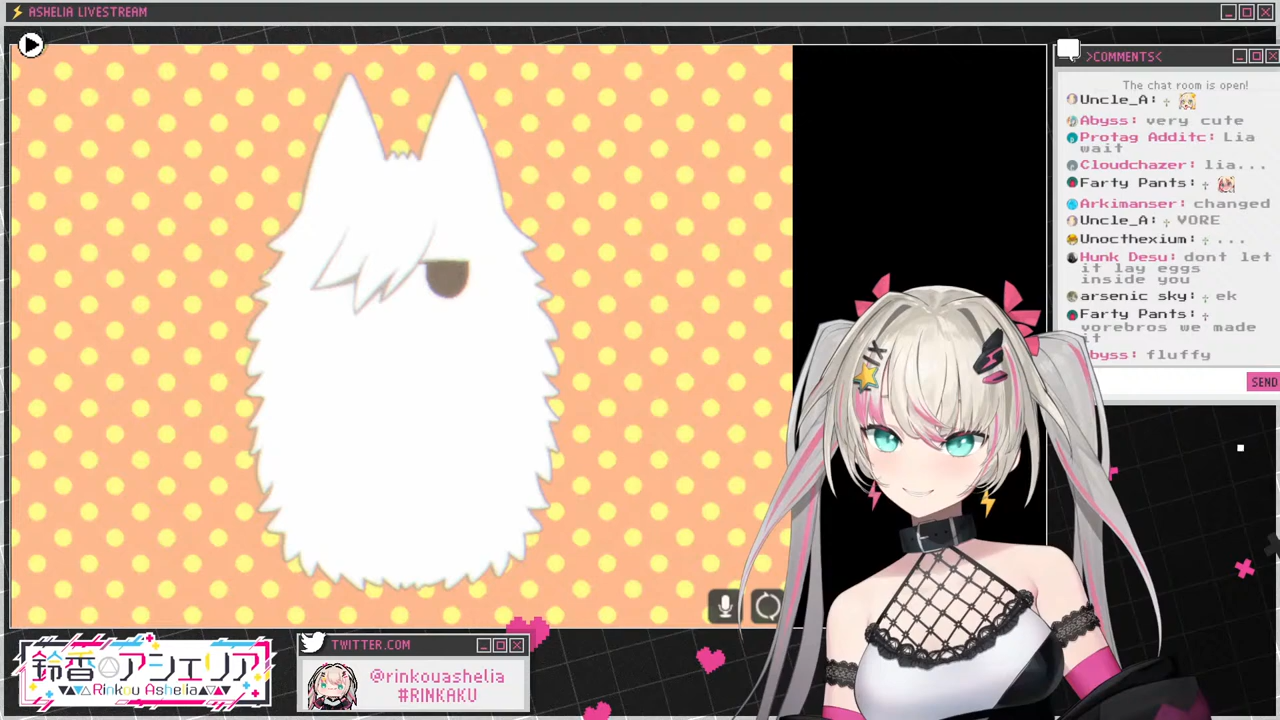 ASHELIA LIVESTREAM
>COMMENTS<
The chat room is open!
Uncle_A:
Abyss: very cute
Protag Additc: Lia
wait
Cloudchazer: lia...
Farty Pants:
Arkimanser: changed
Uncle_A: VORE
Unocthexium: ...
Hunk Desu: dont let
it lay eggs
inside you
arsenic sky: ek
Farty Pants:
vorebros we made
it
byss: fluffy
SEND
鈴香アシェリア
Rinkou Ashelia
TWITTER.COM
@rinkouashelia
#RINKAKU